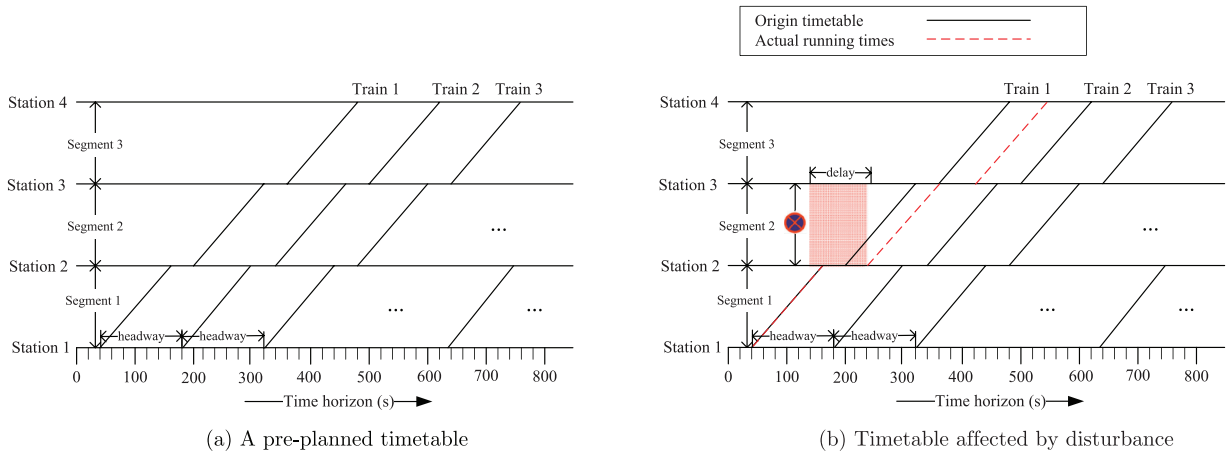 Origin timetable
Actual running times
Train 1 Train 2 Train 3
Station 4
Segment 3
Station 3
Segment 2
...
Station 2
Segment 1
... ...
headway headway
Station 1
0 100 200 300 400 500 600 700 800
Time horizon (s)
(a) A pre-planned timetable
Train 1 Train 2 Train 3
Station 4
Segment 3
delay
Station 3
Segment 2
...
Station 2
Segment 1
... ...
headway headway
Station 1
0 100 200 300 400 500 600 700 800
Time horizon (s)
(b) Timetable affected by disturbance